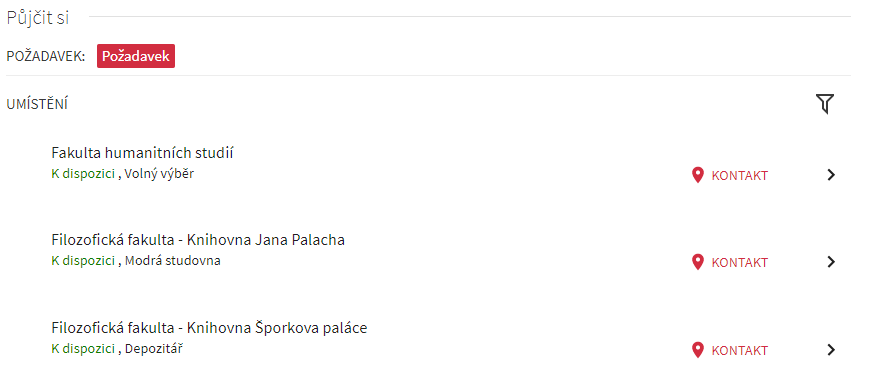 Půjčit si
POŽADAVEK: Požadavek
UMÍSTĚNÍ
Fakulta humanitních studií
K dispozici , Volný výběr
KONTAKT
Filozofická fakulta - Knihovna Jana Palacha
K dispozici , Modrá studovna
KONTAKT
Filozofická fakulta - Knihovna Šporkova paláce
K dispozici , Depozitář
KONTAKT